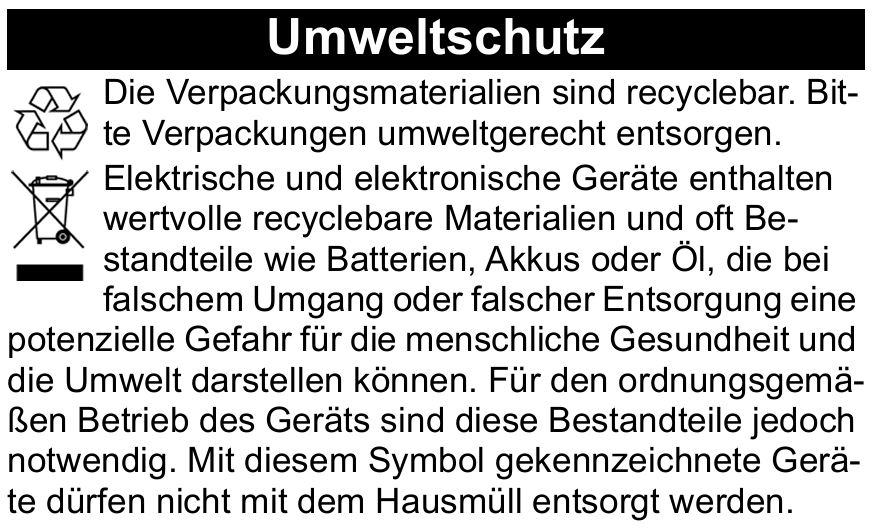 Umweltschutz
Die Verpackungsmaterialien sind recyclebar. Bit-
te Verpackungen umweltgerecht entsorgen.
Elektrische und elektronische Geräte enthalten
wertvolle recyclebare Materialien und oft Be-
standteile wie Batterien, Akkus oder Öl, die bei
falschem Umgang oder falscher Entsorgung eine
potenzielle Gefahr für die menschliche Gesundheit und
die Umwelt darstellen können. Für den ordnungsgemä-
ßen Betrieb des Geräts sind diese Bestandteile jedoch
notwendig. Mit diesem Symbol gekennzeichnete Gerä-
te dürfen nicht mit dem Hausmüll entsorgt werden.